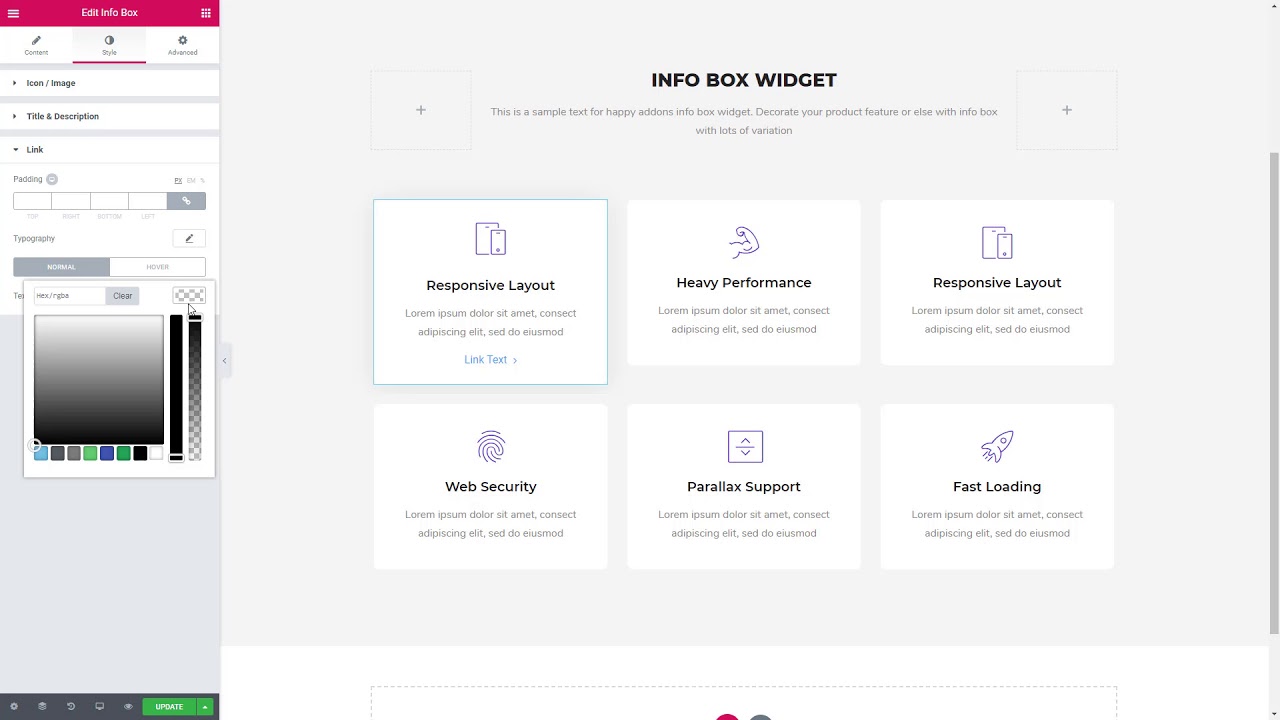 Edit Info Box
Content
Style
Advanced
Icon / Image
Title & Description
Link
Padding
PX EM %
TOP RIGHT BOTTOM LEFT
Typography
NORMAL HOVER
Hex/rgba Clear
UPDATE
INFO BOX WIDGET
This is a sample text for happy addons info box widget. Decorate your product feature or else with info box
with lots of variation
Responsive Layout
Lorem ipsum dolor sit amet, consect
adipiscing elit, sed do eiusmod
Link Text
Heavy Performance
Lorem ipsum dolor sit amet, consect
adipiscing elit, sed do eiusmod
Responsive Layout
Lorem ipsum dolor sit amet, consect
adipiscing elit, sed do eiusmod
Web Security
Lorem ipsum dolor sit amet, consect
adipiscing elit, sed do eiusmod
Parallax Support
Lorem ipsum dolor sit amet, consect
adipiscing elit, sed do eiusmod
Fast Loading
Lorem ipsum dolor sit amet, consect
adipiscing elit, sed do eiusmod